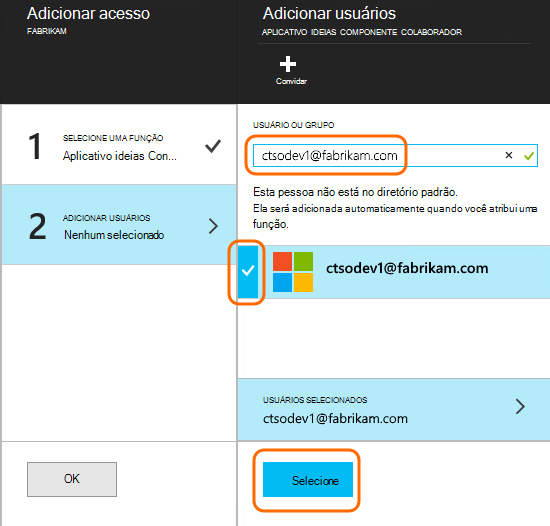 Adicionar acesso
FABRIKAM
1
SELECIONE UMA FUNÇÃO
Aplicativo ideias Con...
2
ADICIONAR USUÁRIOS
Nenhum selecionado
OK
Adicionar usuários
APLICATIVO IDEIAS COMPONENTE COLABORADOR
Convidar
USUÁRIO OU GRUPO
ctsodev1@fabrikam.com
Esta pessoa não está no diretório padrão.
Ela será adicionada automaticamente quando você atribui uma
função.
ctsodev1@fabrikam.com
USUÁRIOS SELECIONADOS
ctsodev1@fabrikam.com
Selecione